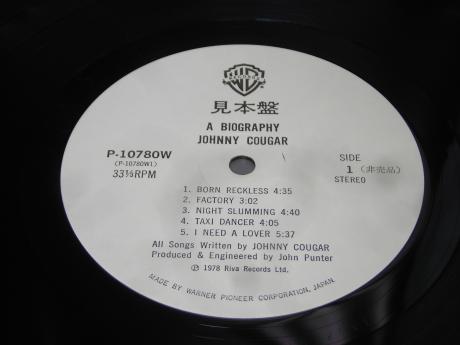 WB
見本盤
A BIOGRAPHY
JOHNNY COUGAR
P-10780W
(P-10780W1)
33⅓RPM
SIDE
1 (非売品)
STEREO
1. BORN RECKLESS 4:35
2. FACTORY 3:02
3. NIGHT SLUMMING 4:40
4. TAXI DANCER 4:05
5. I NEED A LOVER 5:37
All Songs Written by JOHNNY COUGAR
Produced & Engineered by John Punter
Ⓟ 1978 Riva Records Ltd.
MADE BY WARNER PIONEER CORPORATION, JAPAN